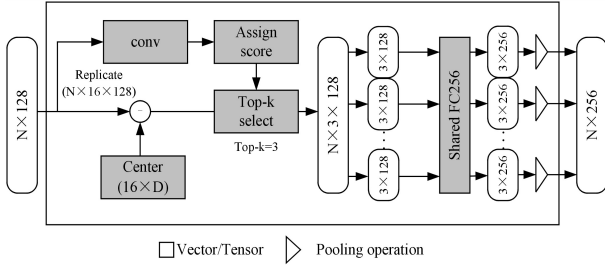 N×128
Replicate
(N×16×128)
conv
Assign
score
-
Top-k
select
Top-k=3
Center
(16×D)
N×3×128
3×128
3×128
...
3×128
Shared FC256
3×256
3×256
...
3×256
N×256
Vector/Tensor
Pooling operation